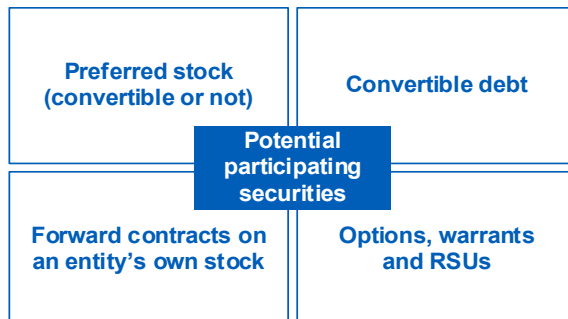 Preferred stock
(convertible or not)
Convertible debt
Potential
participating
securities
Forward contracts on
an entity's own stock
Options, warrants
and RSUs